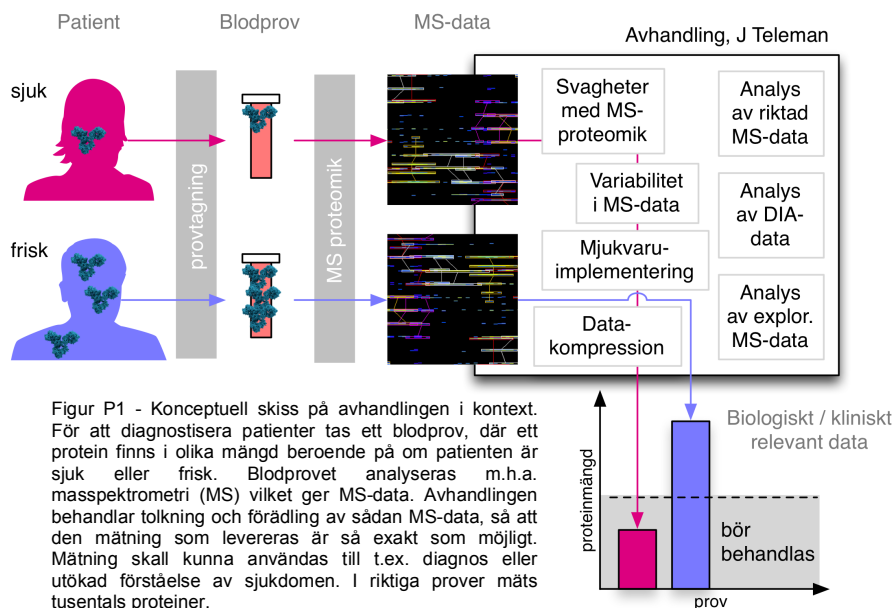 Patient
Blodprov
MS-data
Avhandling, J Teleman
sjuk
frisk
provtagning
MS proteomik
Svagheter
med MS-
proteomik
Variabilitet
i MS-data
Mjukvaru-
implementering
Data-
kompression
Analys
av riktad
MS-data
Analys
av DIA-
data
Analys
av explor.
MS-data
Figur P1 - Konceptuell skiss på avhandlingen i kontext.
För att diagnostisera patienter tas ett blodprov, där ett
protein finns i olika mängd beroende på om patienten är
sjuk eller frisk. Blodprovet analyseras m.h.a.
masspektrometri (MS) vilket ger MS-data. Avhandlingen
behandlar tolkning och förädling av sådan MS-data, så att
den mätning som levereras är så exakt som möjligt.
Mätning skall kunna användas till t.ex. diagnos eller
utökad förståelse av sjukdomen. I riktiga prover mäts
tusentals proteiner.
Biologiskt / kliniskt
relevant data
proteinmängd
bör
behandlas
prov